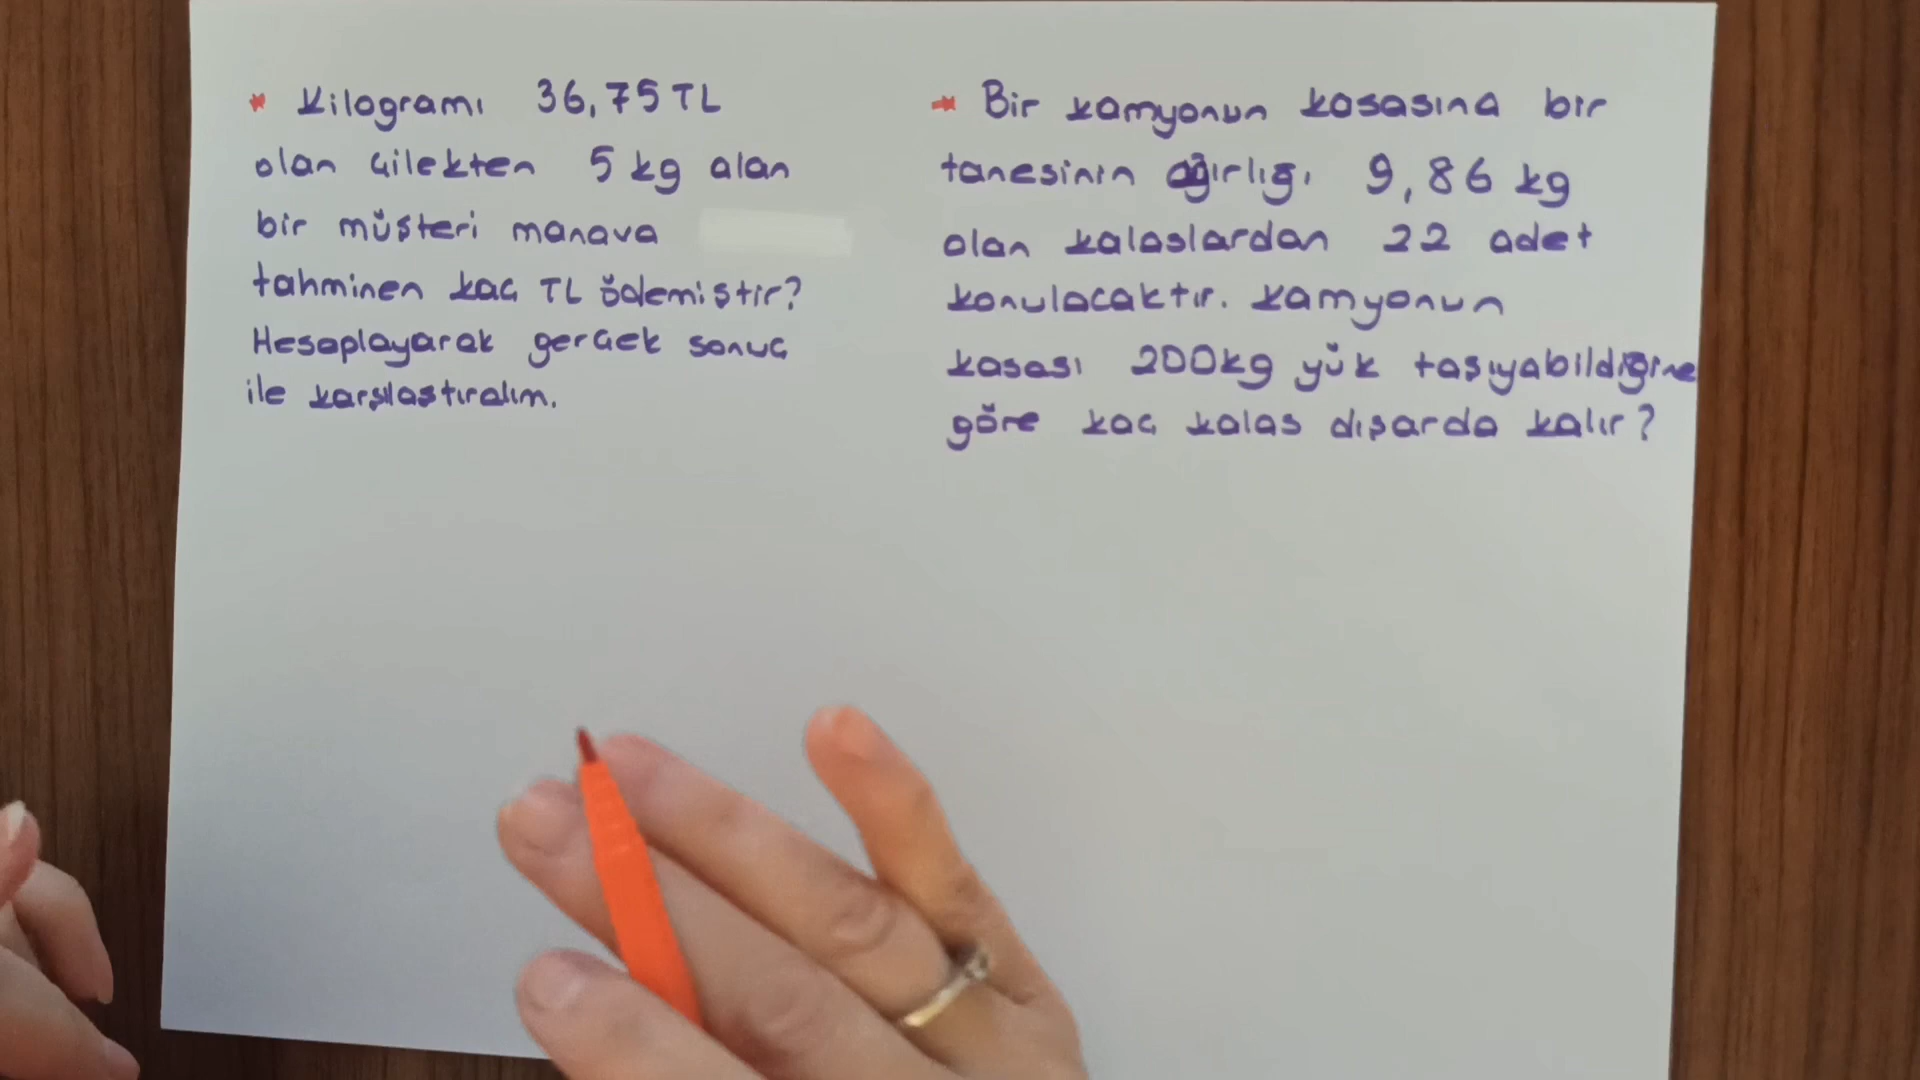 * Kilogramı 36,75 TL
olan çilekten 5 kg alan
bir müşteri manava
tahminen kaç TL ödemiştir?
Hesaplayarak gerçek sonuç
ile karşılaştıralım.
* Bir kamyonun kasasına bir
tanesinin ağırlığı 9,86 kg
olan kalaslardan 22 adet
konulacaktır. Kamyonun
kasası 200kg yük taşıyabildiğine
göre kaç kalas dışarda kalır?